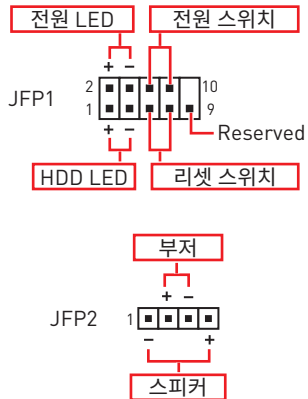 전원 LED 전원 스위치
+ −
2 10
JFP1
1 9
+ −
Reserved
HDD LED 리셋 스위치
부저
+ −
JFP2 1
− +
스피커